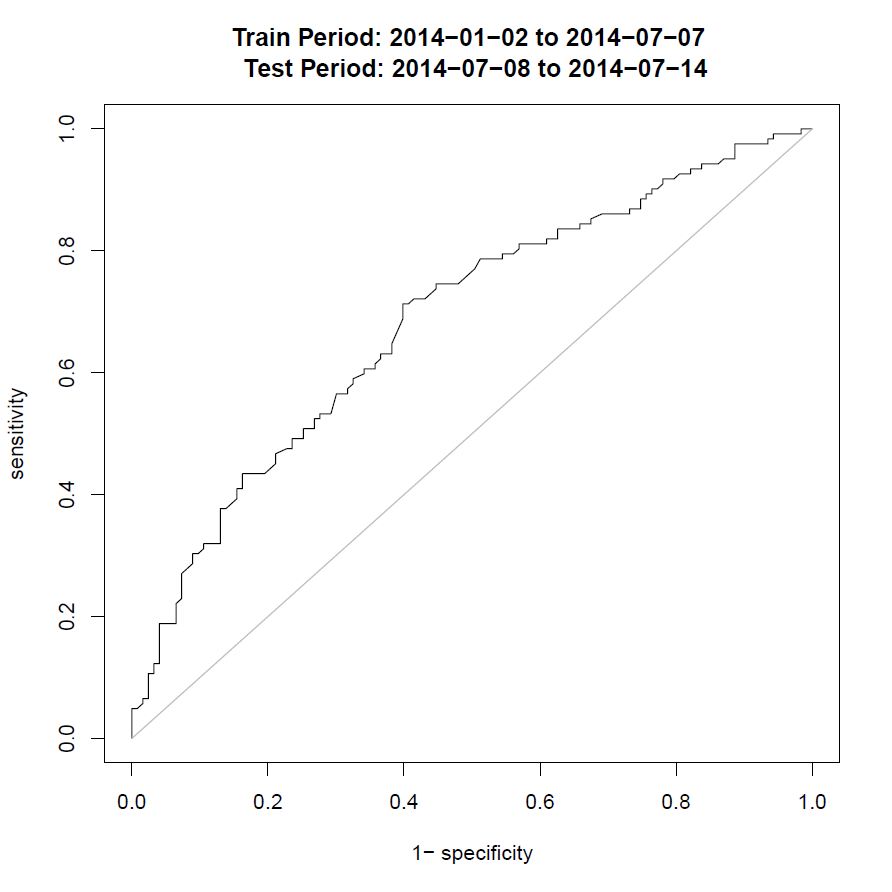 Train Period: 2014−01−02 to 2014−07−07
Test Period: 2014−07−08 to 2014−07−14
1.0
0.8
0.6
0.4
0.2
0.0
sensitivity
0.0 0.2 0.4 0.6 0.8 1.0
1− specificity